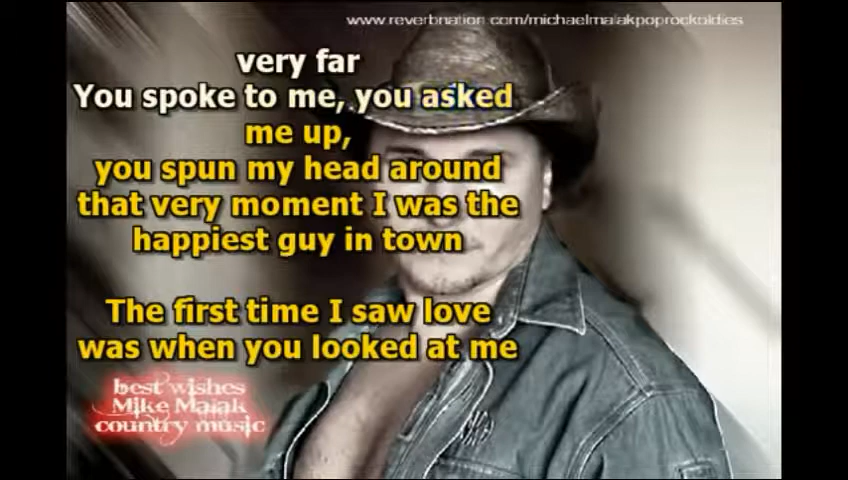 www.reverbnation.com/michaelmalakpoprockoldies
very far
You spoke to me, you asked
me up,
you spun my head around
that very moment I was the
happiest guy in town
The first time I saw love
was when you looked at me
best wishes
Mike Malak
country music